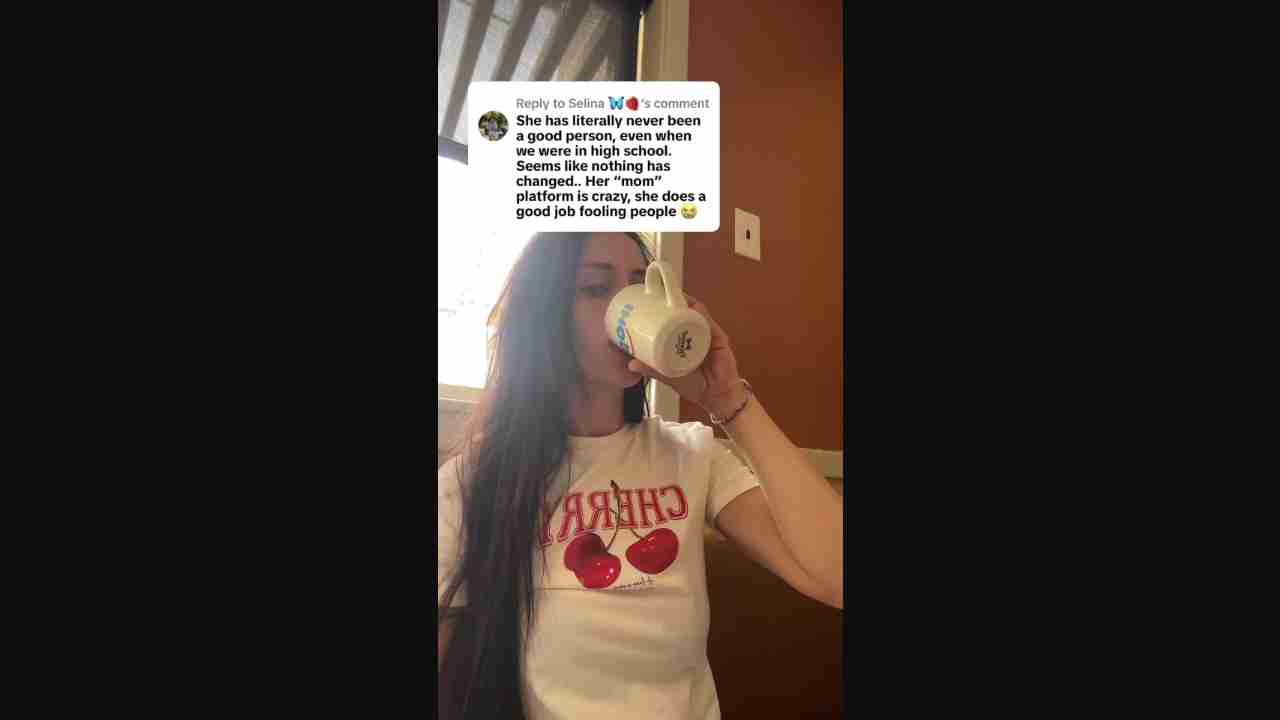 Reply to Selina 🦋🍓's comment
She has literally never been
a good person, even when
we were in high school.
Seems like nothing has
changed.. Her “mom”
platform is crazy, she does a
good job fooling people 😭
CHERRY